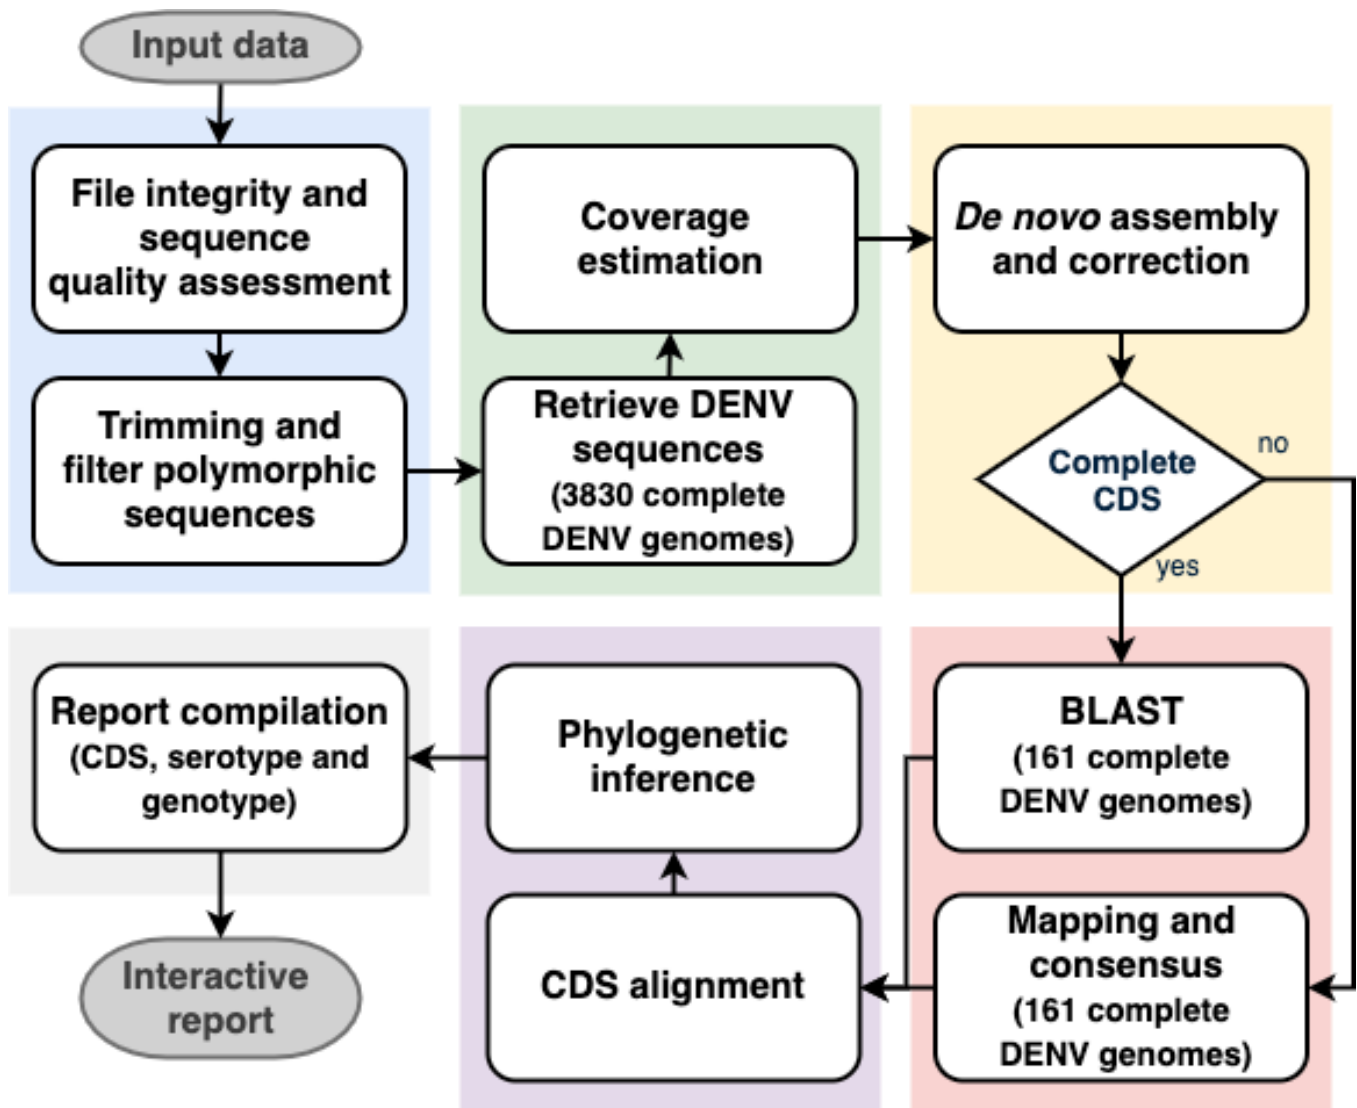 Input data
File integrity and
sequence
quality assessment
Trimming and
filter polymorphic
sequences
Retrieve DENV
sequences
(3830 complete
DENV genomes)
Coverage
estimation
De novo assembly
and correction
Complete
CDS
no
yes
BLAST
(161 complete
DENV genomes)
Mapping and
consensus
(161 complete
DENV genomes)
CDS alignment
Phylogenetic
inference
Report compilation
(CDS, serotype and
genotype)
Interactive
report